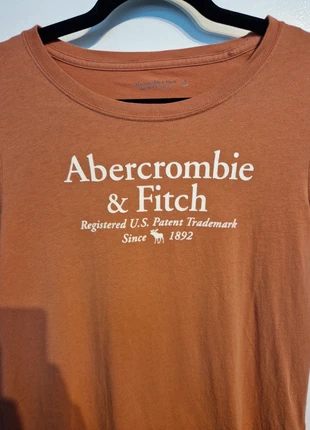 Abercrombie
& Fitch
Registered U.S. Patent Trademark
Since 1892